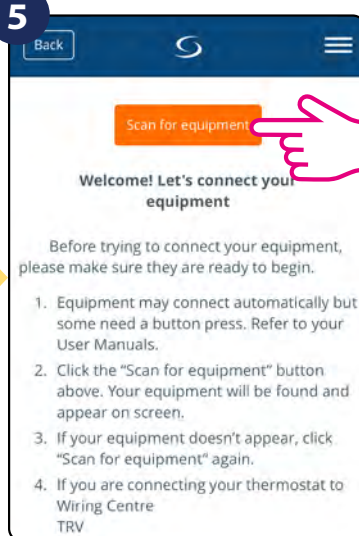 5
Back
Scan for equipment
Welcome! Let's connect your
equipment
Before trying to connect your equipment,
please make sure they are ready to begin.
1. Equipment may connect automatically but
some need a button press. Refer to your
User Manuals.
2. Click the "Scan for equipment" button
above. Your equipment will be found and
appear on screen.
3. If your equipment doesn't appear, click
"Scan for equipment" again.
4. If you are connecting your thermostat to
Wiring Centre
TRV